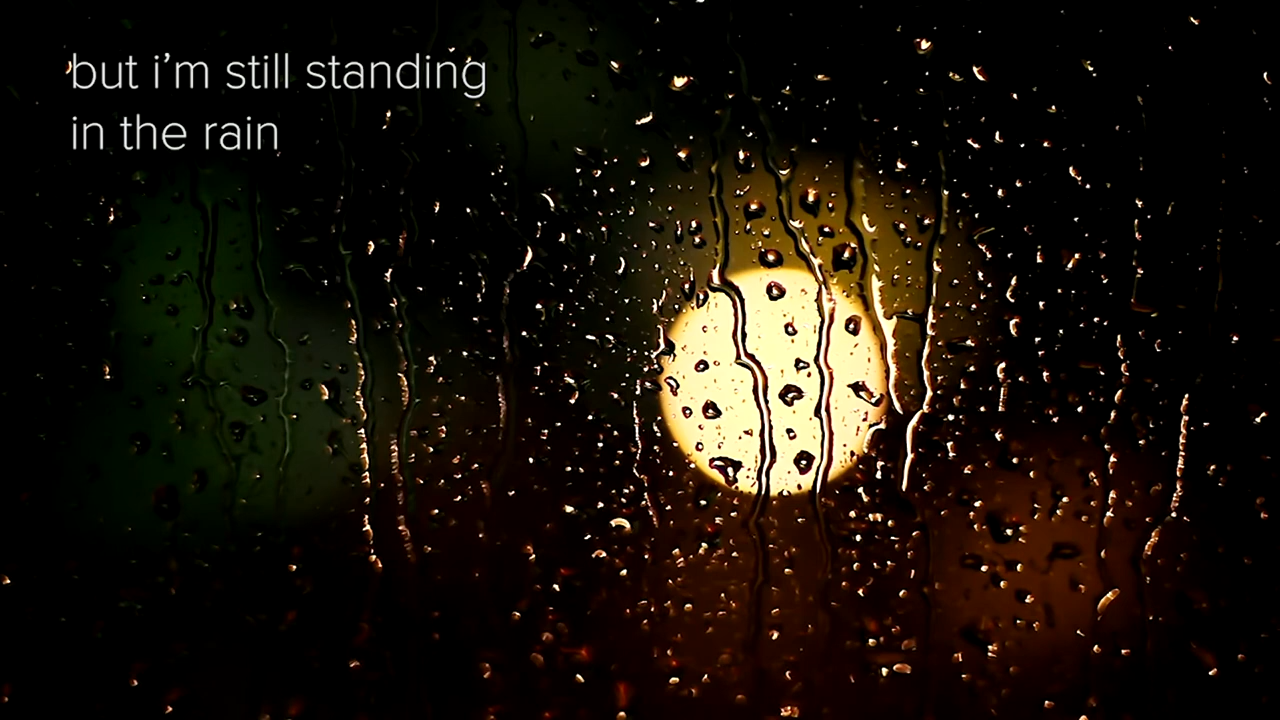 but i’m still standing
in the rain